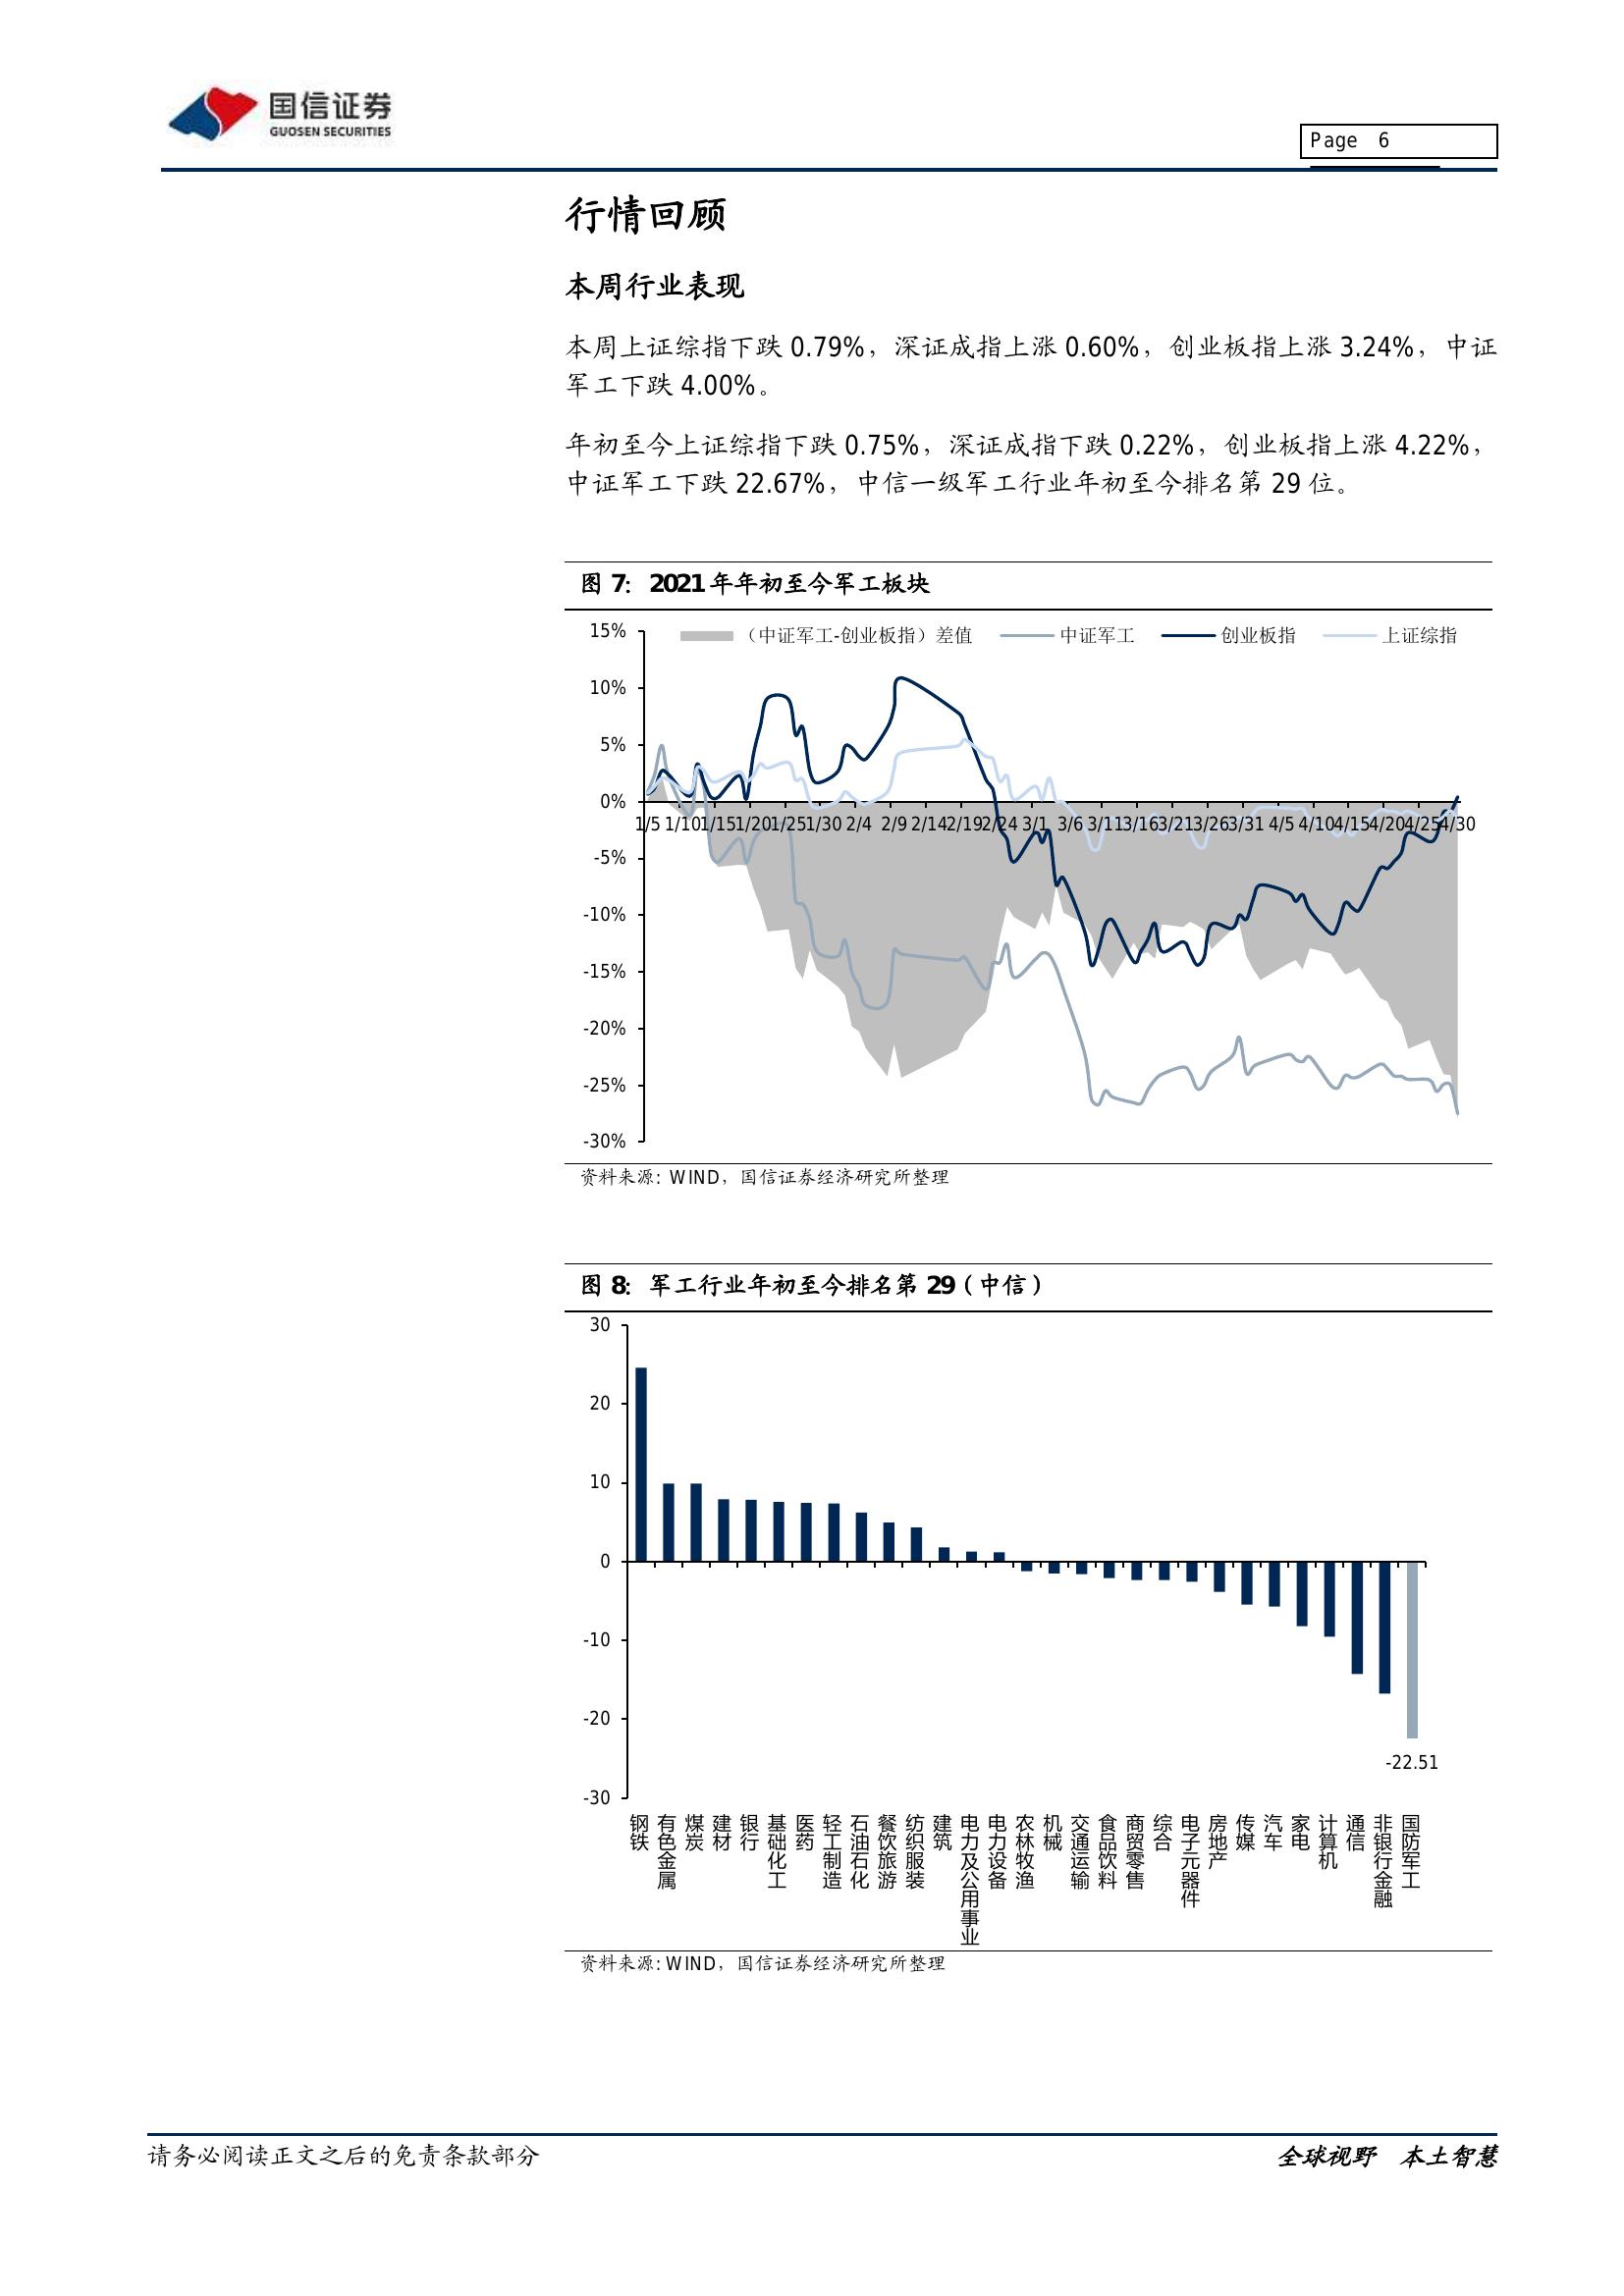 国信证券
GUOSEN SECURITIES
Page 6
行情回顾
本周行业表现
本周上证综指下跌 0.79%，深证成指上涨 0.60%，创业板指上涨 3.24%，中证
军工下跌 4.00%。
年初至今上证综指下跌 0.75%，深证成指下跌 0.22%，创业板指上涨 4.22%，
中证军工下跌 22.67%，中信一级军工行业年初至今排名第 29 位。
图 7：2021 年年初至今军工板块
（中证军工-创业板指）差值 中证军工 创业板指 上证综指
15%
10%
5%
0%
-5%
-10%
-15%
-20%
-25%
-30%
1/5 1/10 1/15 1/20 1/25 1/30 2/4 2/9 2/14 2/19 2/24 3/1 3/6 3/11 3/16 3/21 3/26 3/31 4/5 4/10 4/15 4/20 4/25 4/30
资料来源: WIND，国信证券经济研究所整理
图 8：军工行业年初至今排名第 29（中信）
30
20
10
0
-10
-20
-30
-22.51
钢铁
有色金属
煤炭
建材
银行
基础化工
医药
轻工制造
石油石化
餐饮旅游
纺织服装
建筑
电力及公用事业
电力设备
农林牧渔
机械
交通运输
食品饮料
商贸零售
综合
电子元器件
房地产
传媒
汽车
家电
计算机
通信
非银行金融
国防军工
资料来源: WIND，国信证券经济研究所整理
请务必阅读正文之后的免责条款部分
全球视野 本土智慧